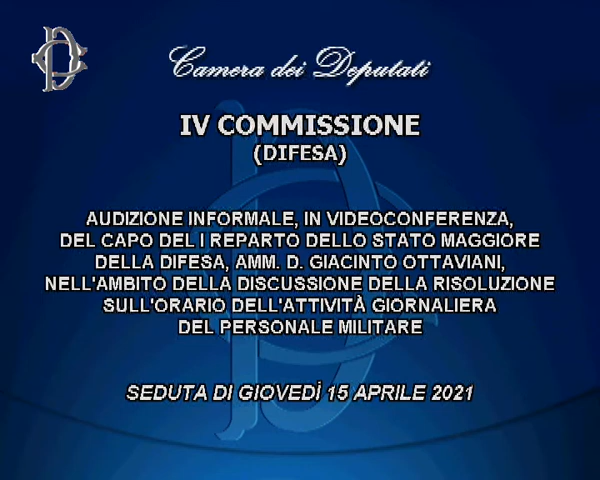 Camera dei Deputati
IV COMMISSIONE
(DIFESA)
AUDIZIONE INFORMALE, IN VIDEOCONFERENZA,
DEL CAPO DEL I REPARTO DELLO STATO MAGGIORE
DELLA DIFESA, AMM. D. GIACINTO OTTAVIANI,
NELL'AMBITO DELLA DISCUSSIONE DELLA RISOLUZIONE
SULL'ORARIO DELL'ATTIVITÀ GIORNALIERA
DEL PERSONALE MILITARE
SEDUTA DI GIOVEDÌ 15 APRILE 2021